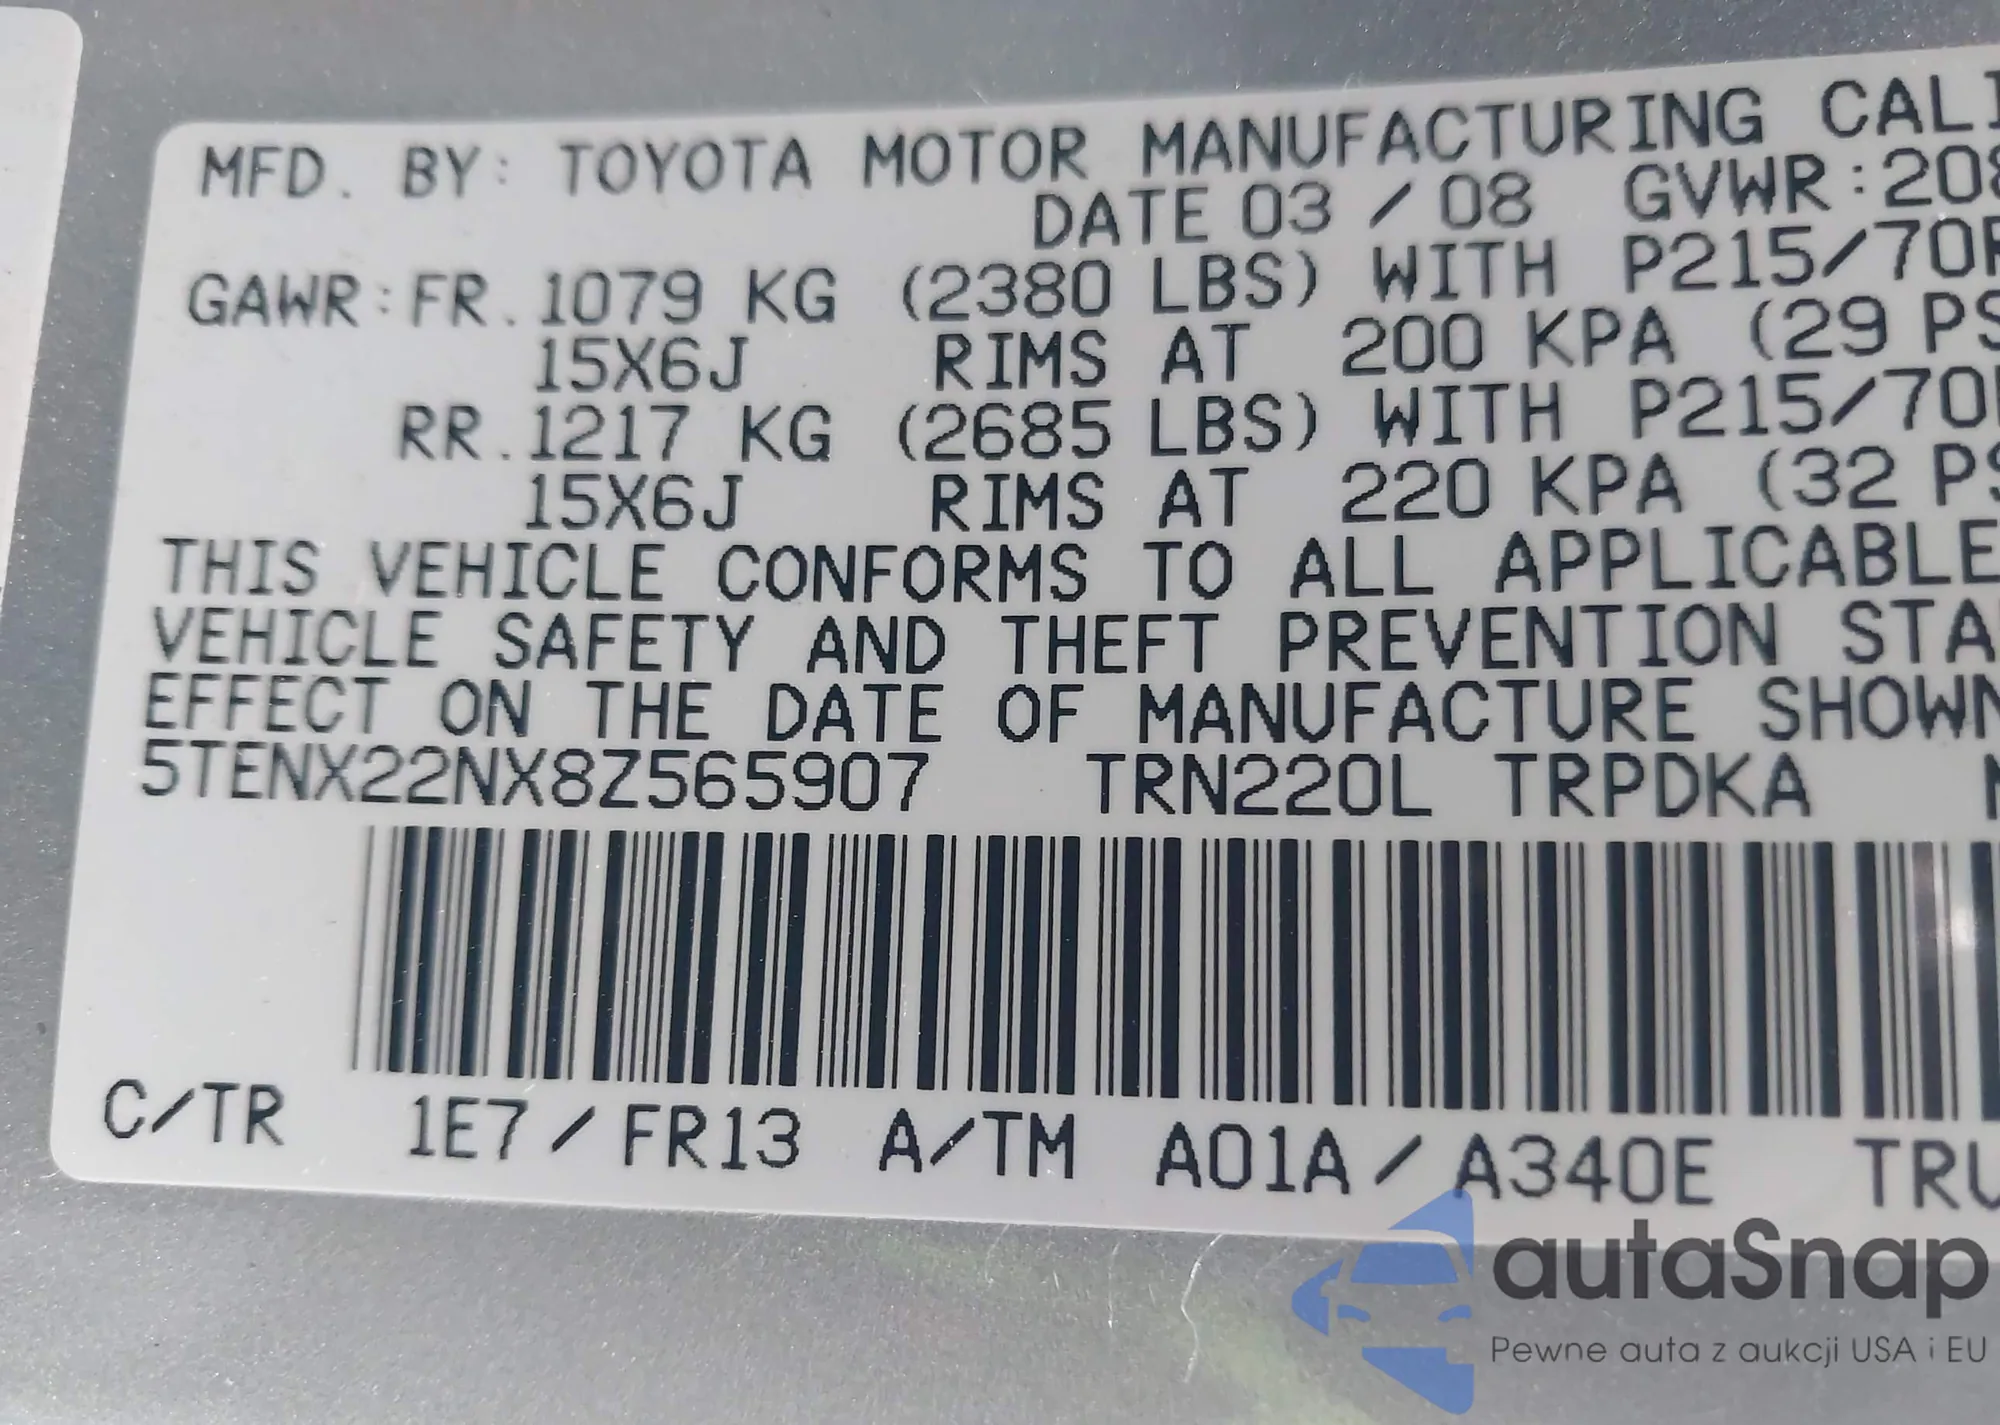 MFD. BY: TOYOTA MOTOR MANUFACTURING CALI
DATE 03 / 08 GVWR:208
GAWR:FR. 1079 KG (2380 LBS) WITH P215/70R
15X6J RIMS AT 200 KPA (29 PS
RR. 1217 KG (2685 LBS) WITH P215/70R
15X6J RIMS AT 220 KPA (32 PS
THIS VEHICLE CONFORMS TO ALL APPLICABLE
VEHICLE SAFETY AND THEFT PREVENTION STA
EFFECT ON THE DATE OF MANUFACTURE SHOWN
5TENX22NX8Z565907 TRN220L TRPDKA
C/TR 1E7 / FR13 A/TM A01A / A340E TRU
autaSnap
Pewne auta z aukcji USA i EU